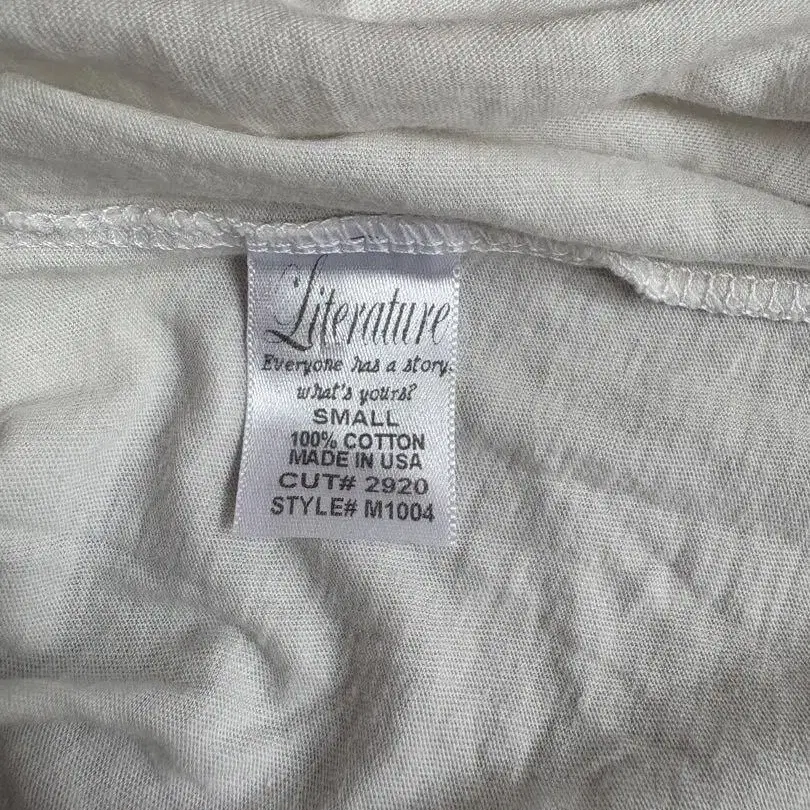 Literature
Everyone has a story.
what's yours?
SMALL
100% COTTON
MADE IN USA
CUT# 2920
STYLE# M1004